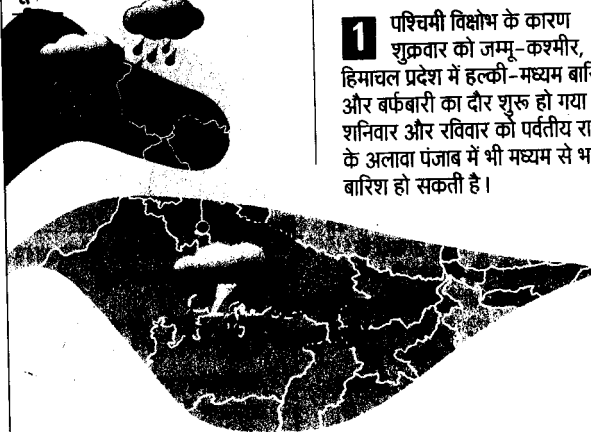 1 पश्चिमी विक्षोभ के कारण
शुक्रवार को जम्मू-कश्मीर,
हिमाचल प्रदेश में हल्की-मध्यम
और बर्फबारी का दौर शुरू हो गया
शनिवार और रविवार को पर्वतीय
के अलावा पंजाब में भी मध्यम से
बारिश हो सकती है।